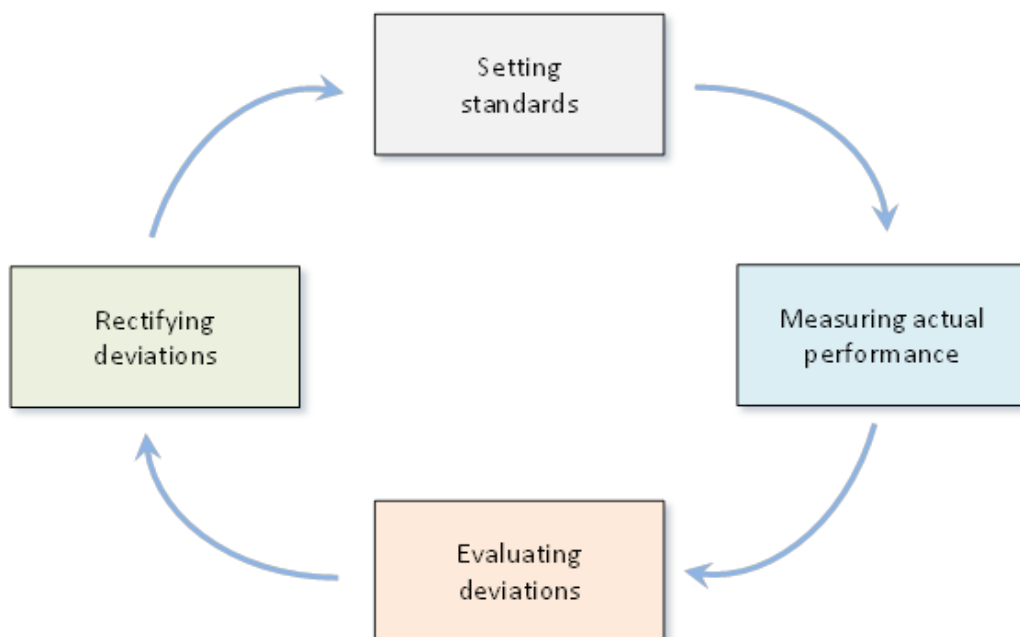 Setting
standards
Measuring actual
performance
Evaluating
deviations
Rectifying
deviations